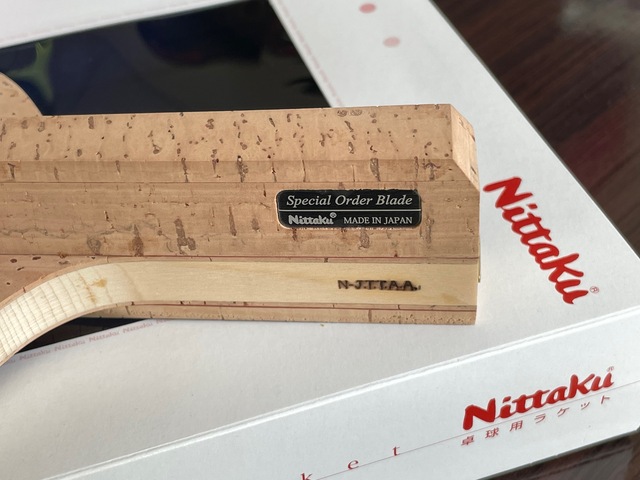 Special Order Blade
Nittaku® MADE IN JAPAN
N-J.T.T.A.A.
Nittaku®
Nittaku®
卓球用ラケット
k e t